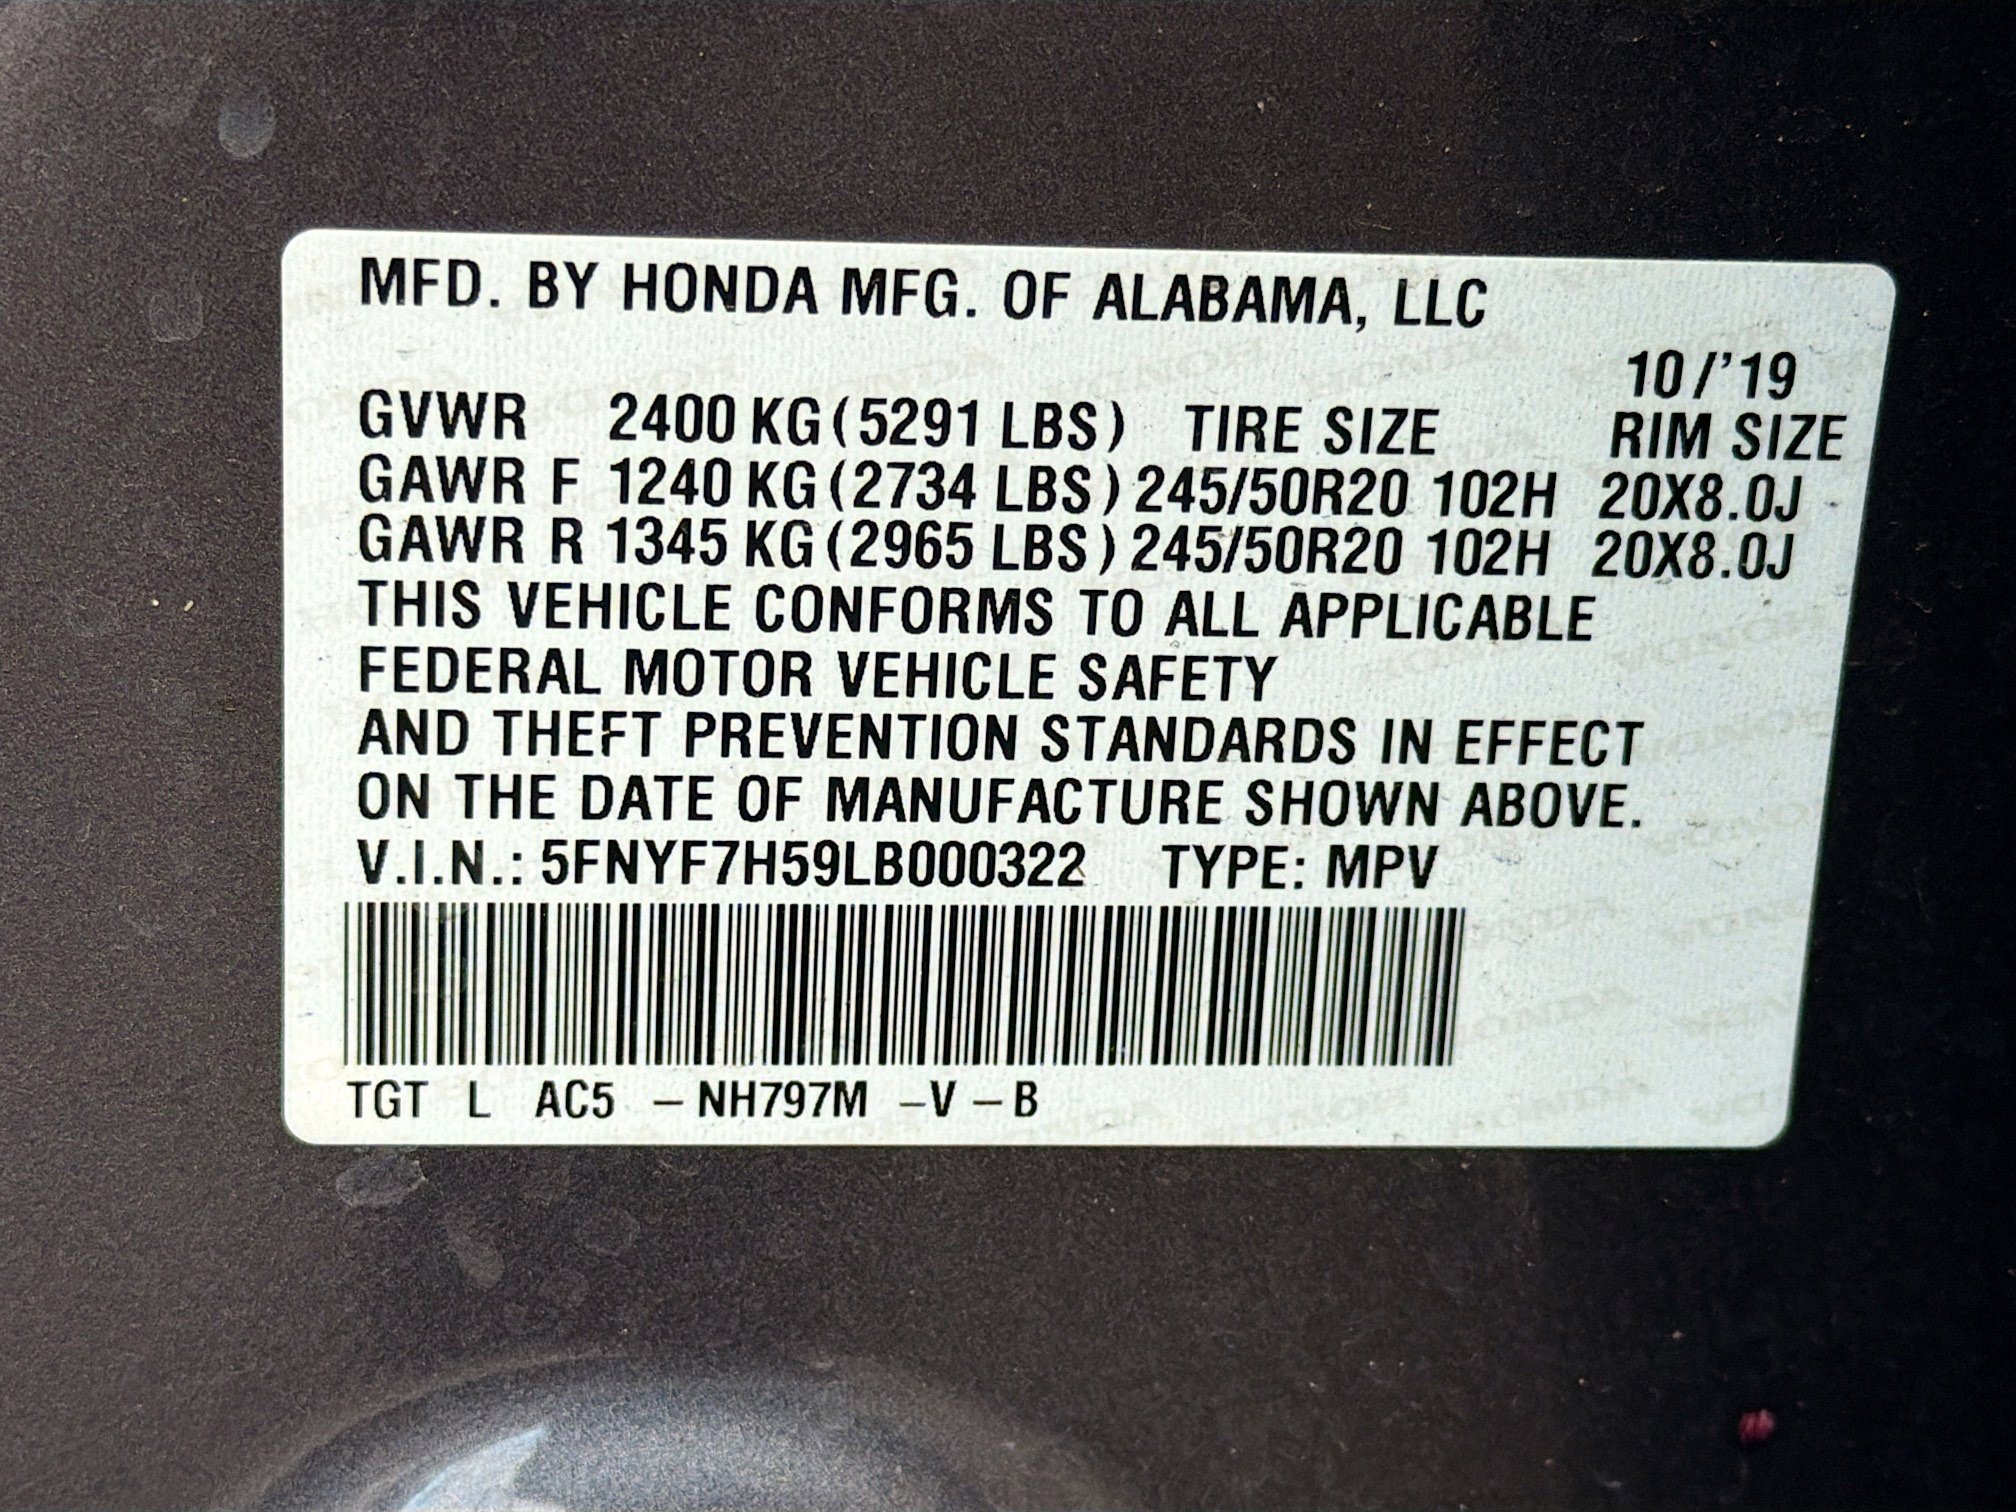 MFD. BY HONDA MFG. OF ALABAMA, LLC
10/'19
GVWR 2400 KG (5291 LBS) TIRE SIZE RIM SIZE
GAWR F 1240 KG (2734 LBS) 245/50R20 102H 20X8.0J
GAWR R 1345 KG (2965 LBS) 245/50R20 102H 20X8.0J
THIS VEHICLE CONFORMS TO ALL APPLICABLE
FEDERAL MOTOR VEHICLE SAFETY
AND THEFT PREVENTION STANDARDS IN EFFECT
ON THE DATE OF MANUFACTURE SHOWN ABOVE.
V.I.N.: 5FNYF7H59LB000322 TYPE: MPV
TGT L AC5 – NH797M –V – B